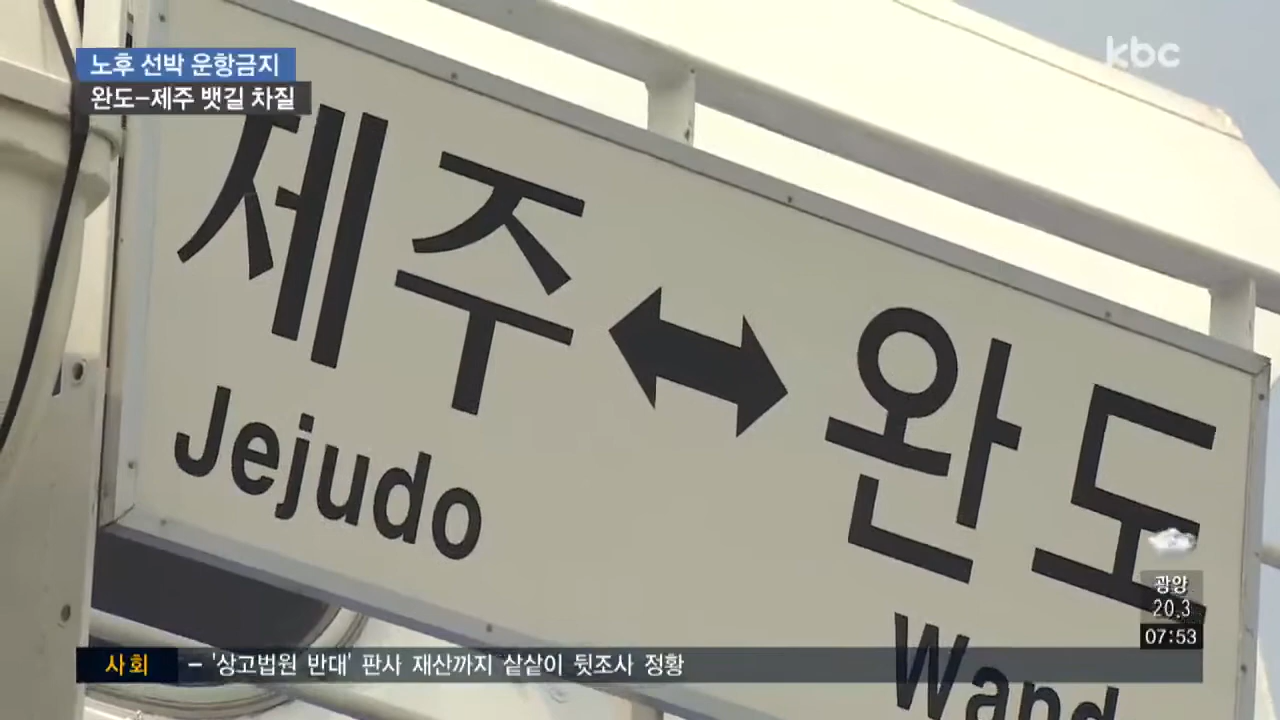 kbc
노후 선박 운항금지
완도-제주 뱃길 차질
제주 ↔ 완도
Jejudo
Wand
광양
20.3
07:53
사회 - '상고법원 반대' 판사 재산까지 샅샅이 뒷조사 정황